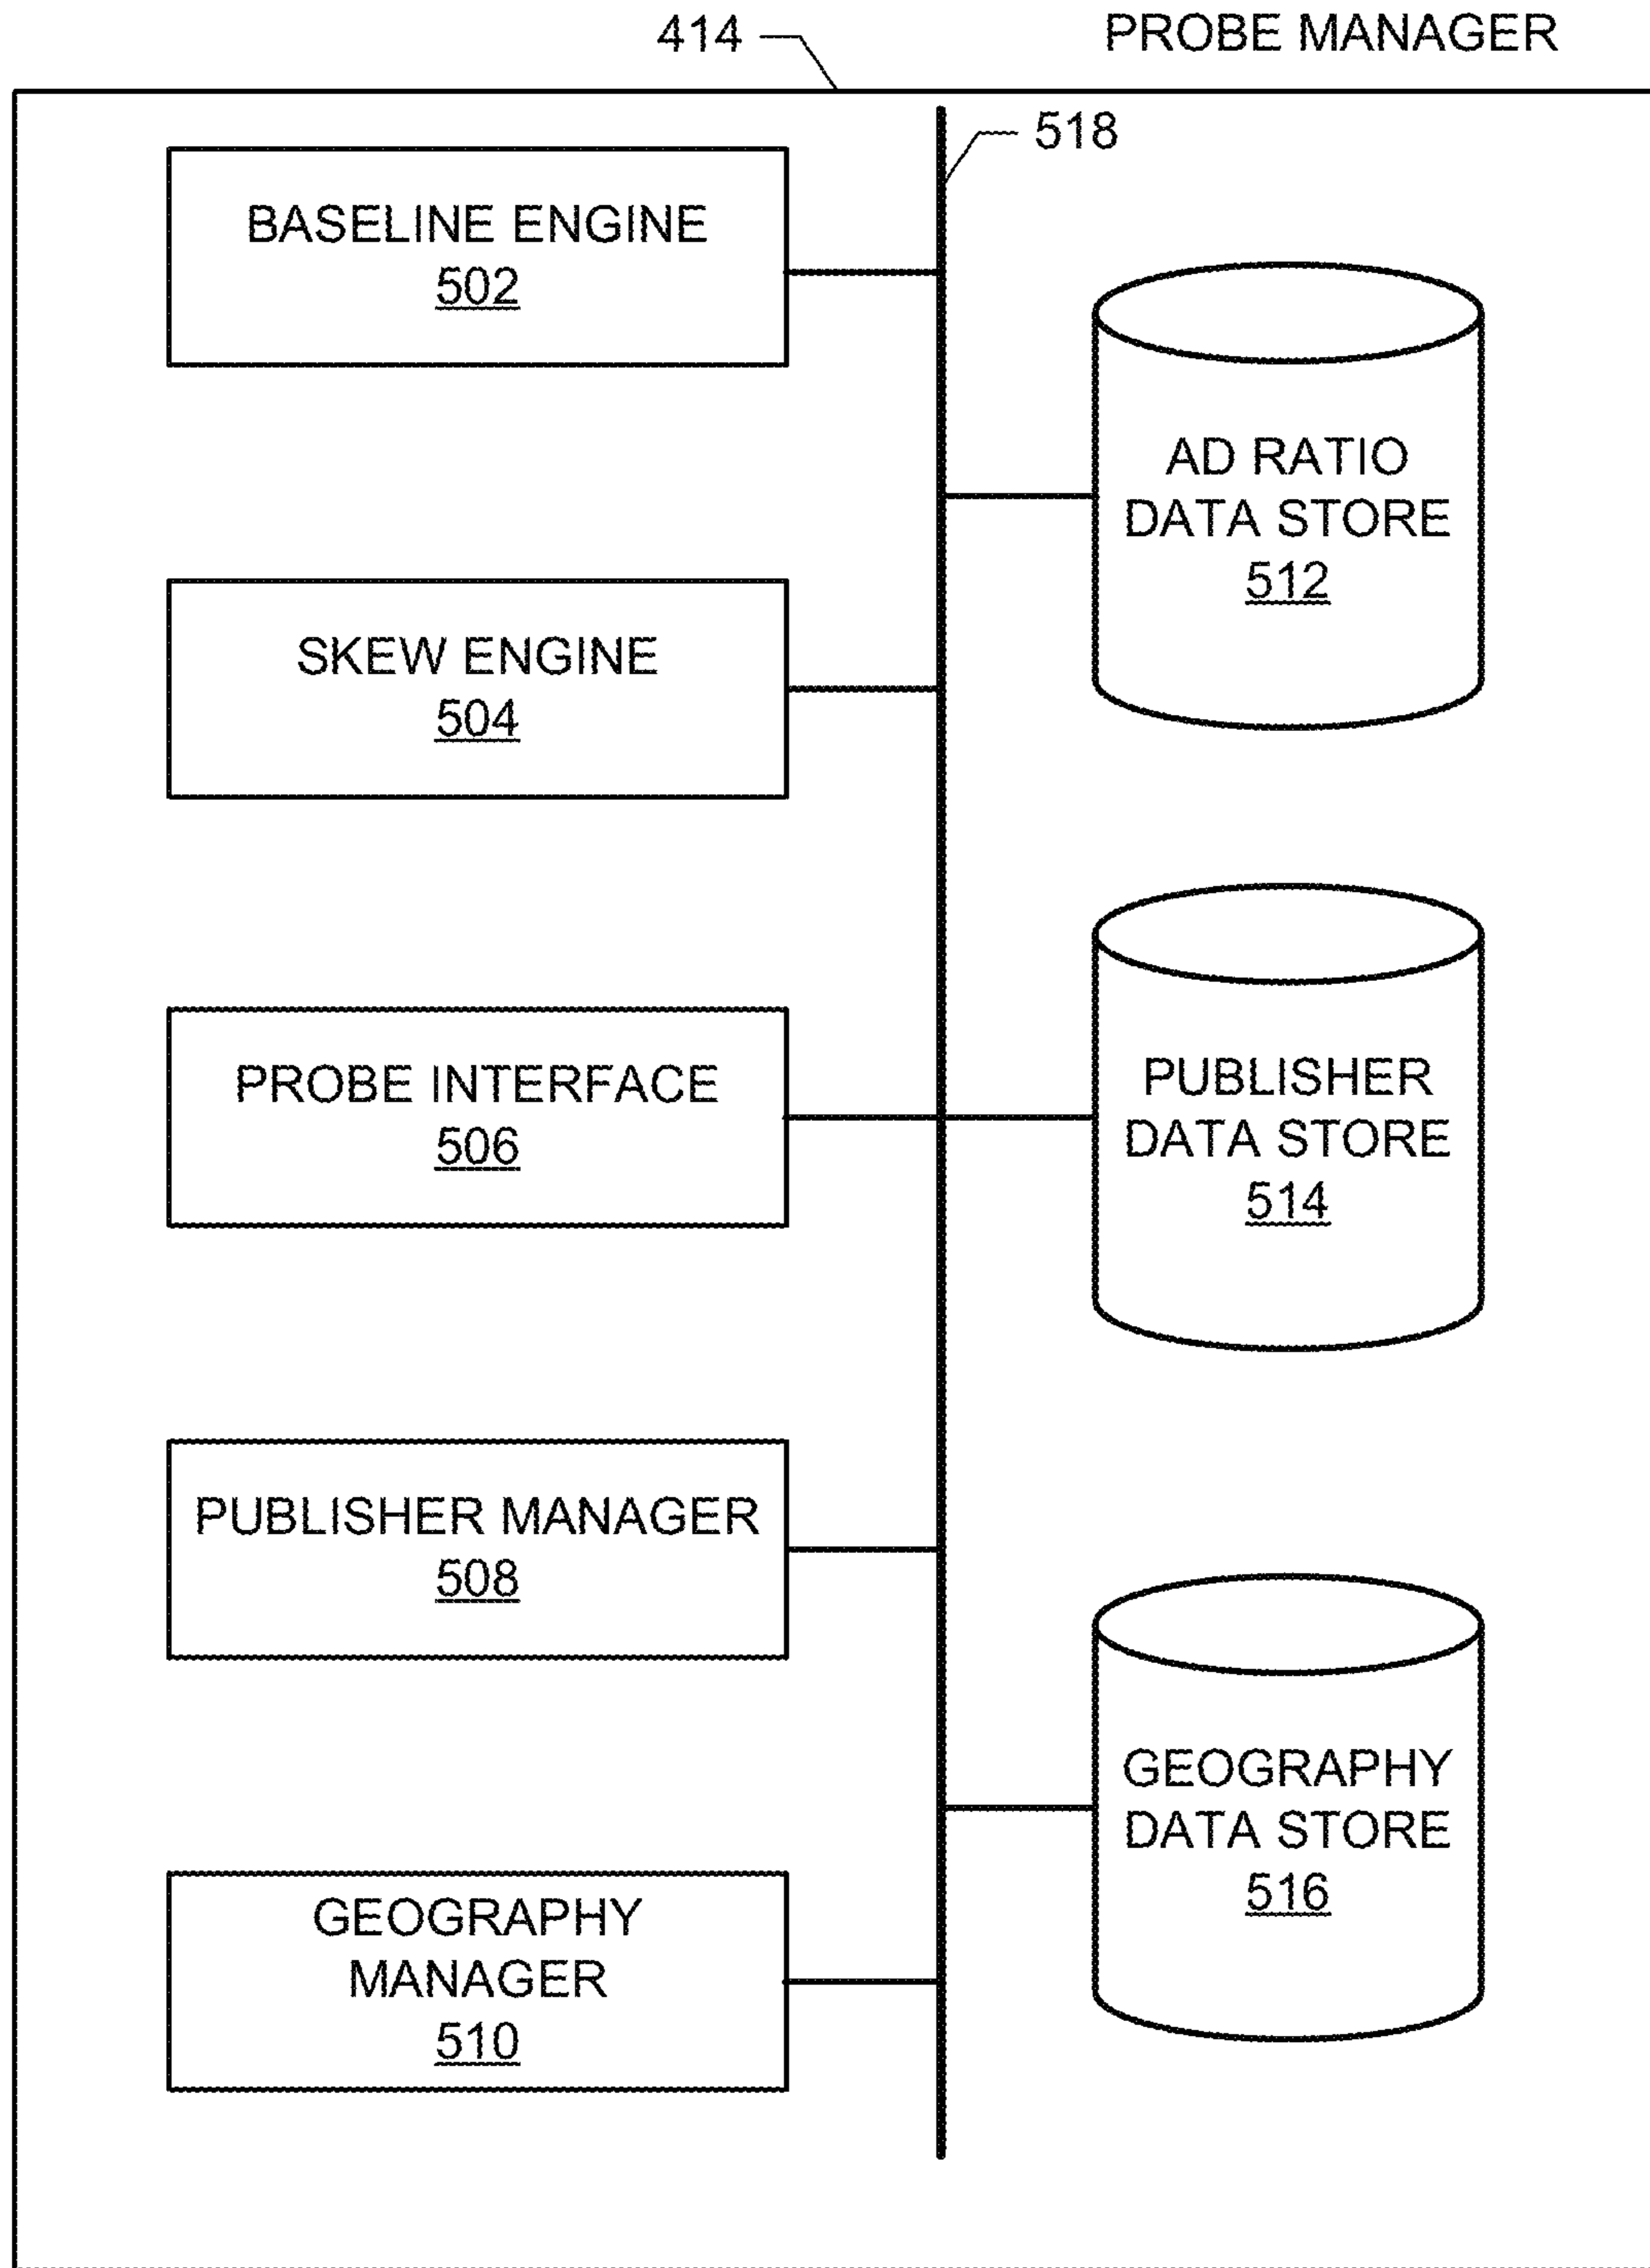 414
PROBE MANAGER
518
BASELINE ENGINE
502
AD RATIO
DATA STORE
512
SKEW ENGINE
504
PROBE INTERFACE
506
PUBLISHER
DATA STORE
514
PUBLISHER MANAGER
508
GEOGRAPHY
DATA STORE
516
GEOGRAPHY
MANAGER
510